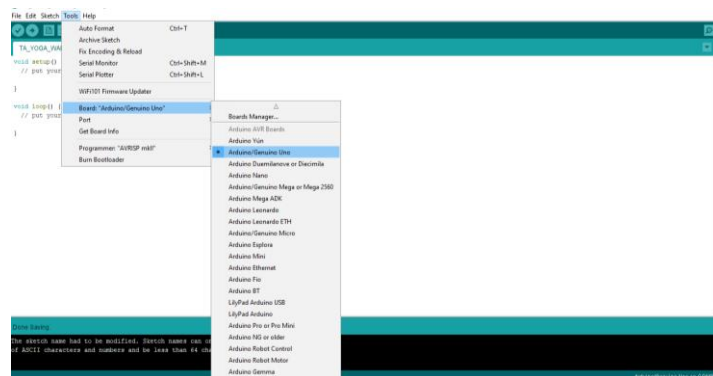 File Edit Sketch Tools Help
TA_YOGA_WA
void setup()
// put your
}
void loop() {
// put your
}
Auto Format Ctrl+T
Archive Sketch
Fix Encoding & Reload
Serial Monitor Ctrl+Shift+M
Serial Plotter Ctrl+Shift+L
WiFi101 Firmware Updater
Board: "Arduino/Genuino Uno"
Port
Get Board Info
Programmer: "AVRISP mkII"
Burn Bootloader
Boards Manager...
Arduino AVR Boards
Arduino Yún
Arduino/Genuino Uno
Arduino Duemilanove or Diecimila
Arduino Nano
Arduino/Genuino Mega or Mega 2560
Arduino Mega ADK
Arduino Leonardo
Arduino Leonardo ETH
Arduino/Genuino Micro
Arduino Esplora
Arduino Mini
Arduino Ethernet
Arduino Fio
Arduino BT
LilyPad Arduino USB
LilyPad Arduino
Arduino Pro or Pro Mini
Arduino NG or older
Arduino Robot Control
Arduino Robot Motor
Arduino Gemma
Done Saving.
The sketch name had to be modified. Sketch names can o
of ASCII characters and numbers and be less than 64 cha